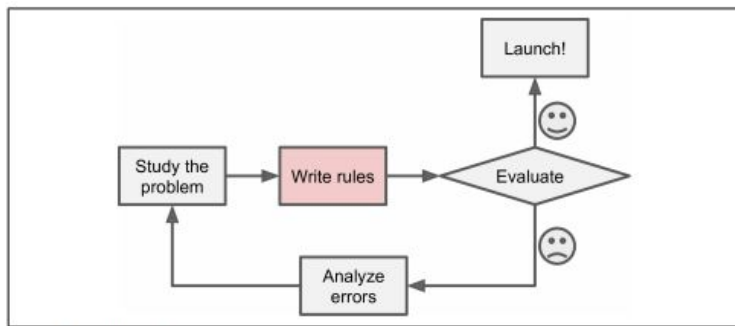 Launch!
Study the
problem
Write rules
Evaluate
Analyze
errors